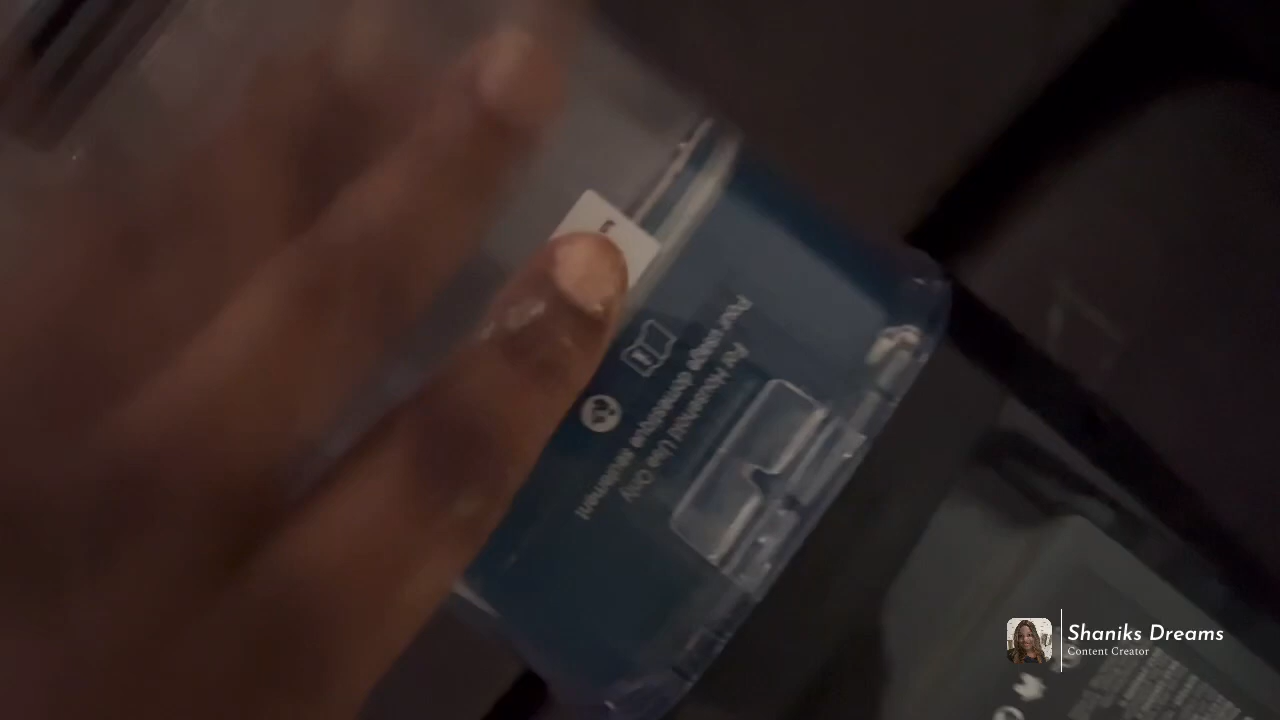 Pour usage domestique seulement
For Household Use Only
Shaniks Dreams
Content Creator